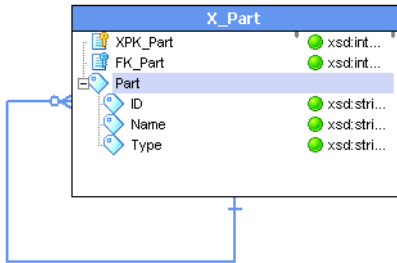 X_Part
XPK_Part xsd:int...
FK_Part xsd:int...
Part
ID xsd:stri...
Name xsd:stri...
Type xsd:stri...